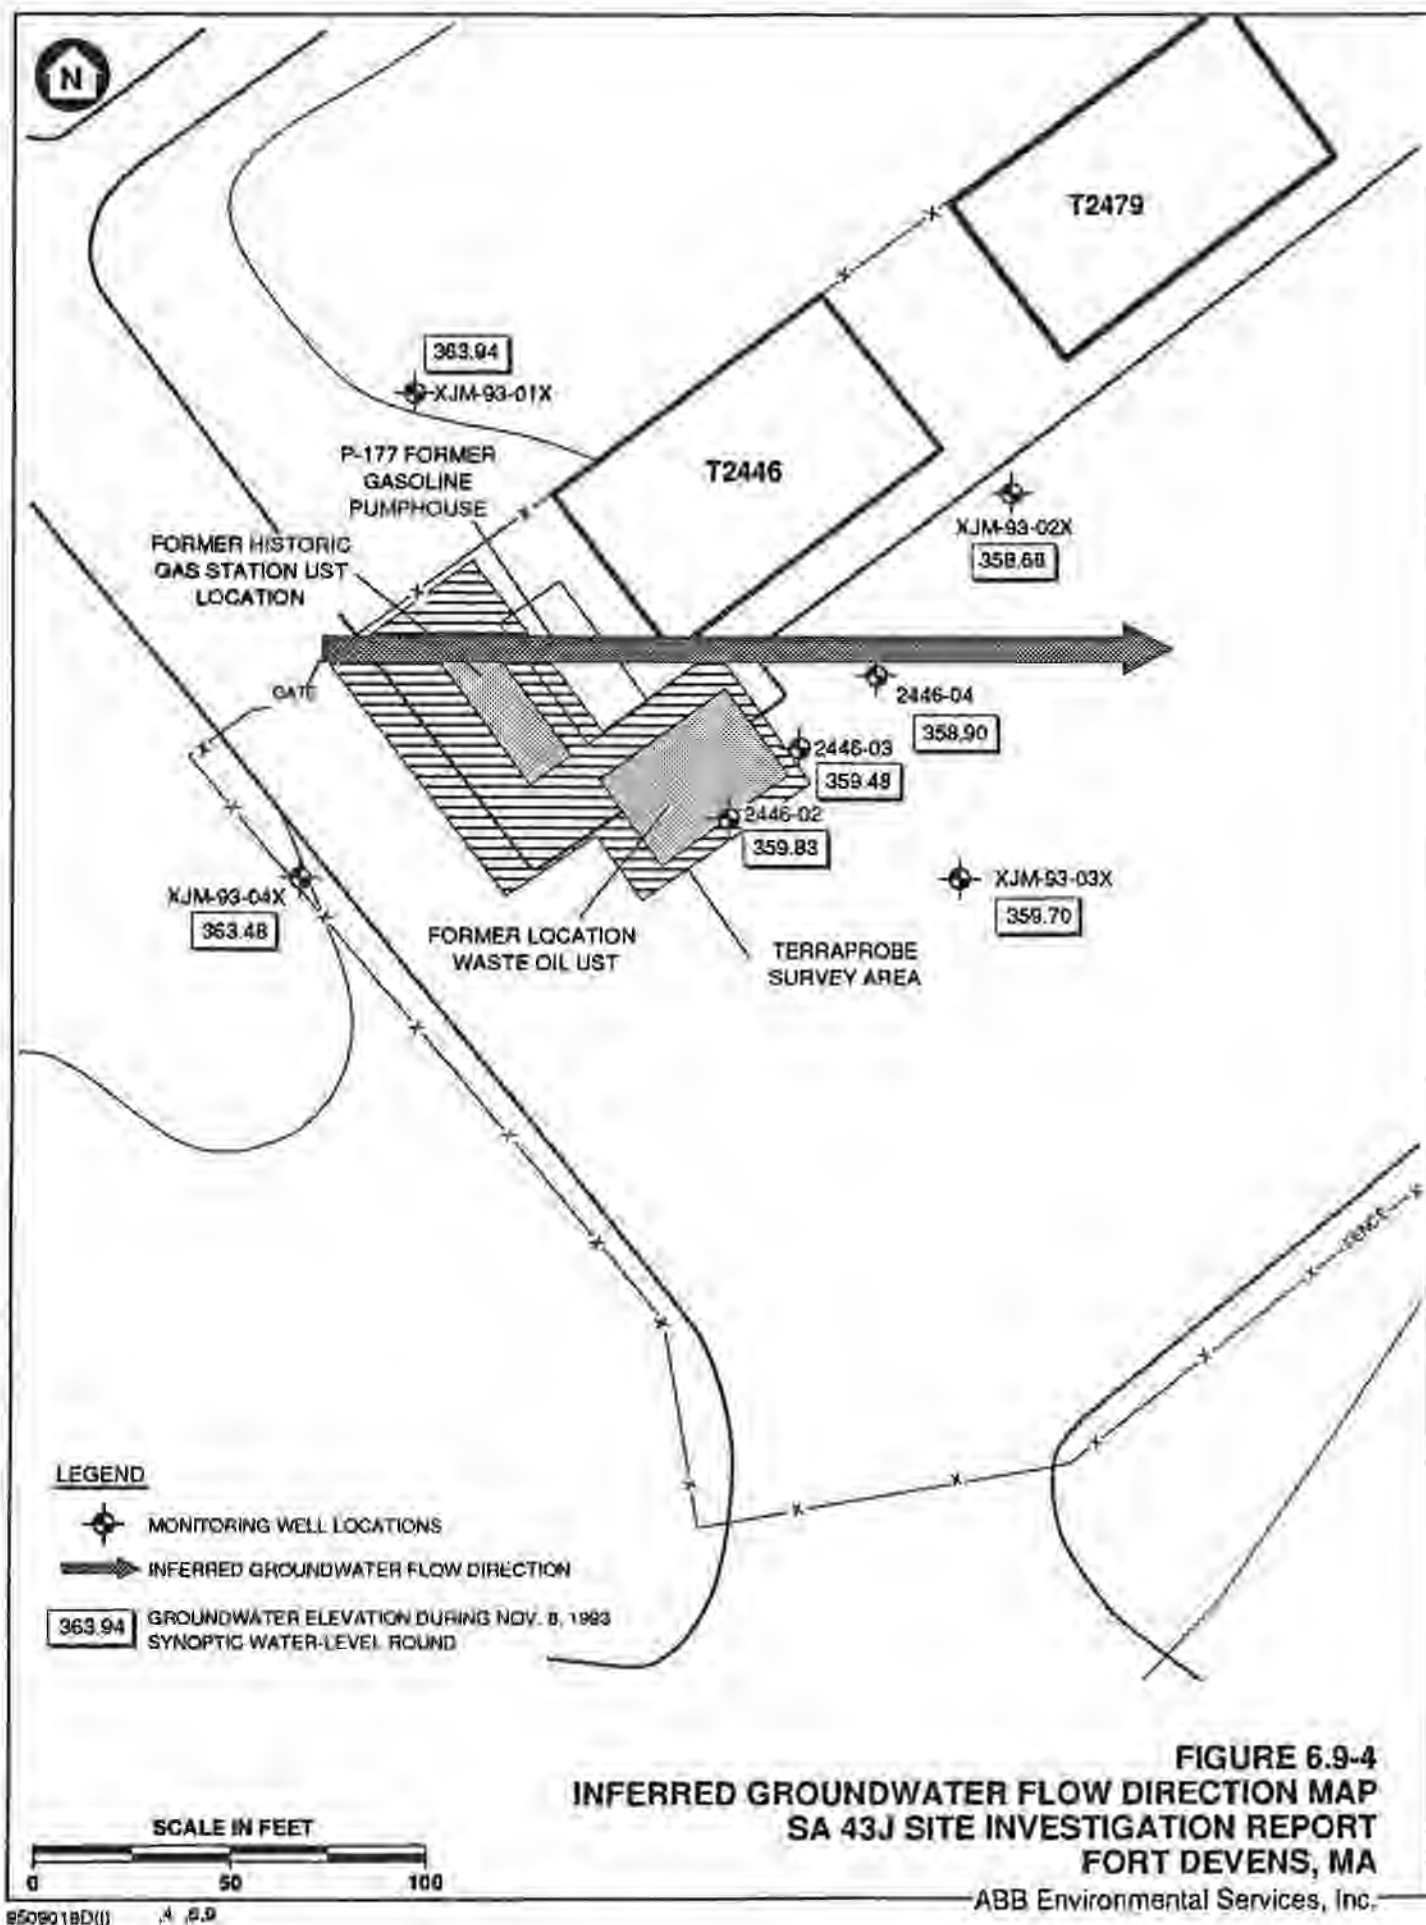 N
T2479
363.94
XJM-93-01X
P-177 FORMER
GASOLINE
PUMPHOUSE
T2446
XJM-93-02X
358.68
FORMER HISTORIC
GAS STATION UST
LOCATION
GATE
2446-04
358.90
2446-03
359.48
2446-02
359.83
XJM-93-04X
363.48
XJM-93-03X
359.70
FORMER LOCATION
WASTE OIL UST
TERRAPROBE
SURVEY AREA
FENCE
LEGEND
MONITORING WELL LOCATIONS
INFERRED GROUNDWATER FLOW DIRECTION
363.94
GROUNDWATER ELEVATION DURING NOV. 8, 1993
SYNOPTIC WATER-LEVEL ROUND
FIGURE 6.9-4
INFERRED GROUNDWATER FLOW DIRECTION MAP
SA 43J SITE INVESTIGATION REPORT
FORT DEVENS, MA
SCALE IN FEET
0 50 100
ABB Environmental Services, Inc.